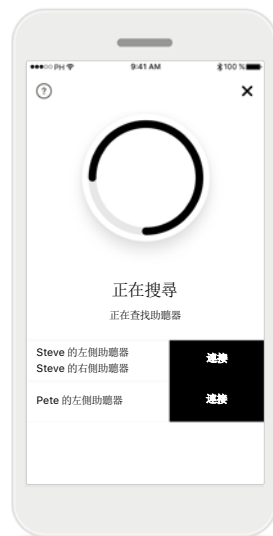 PH 9:41 AM 100 %
?
正在搜尋
正在查找助聽器
Steve 的左側助聽器
Steve 的右側助聽器
連接
Pete 的左側助聽器
連接